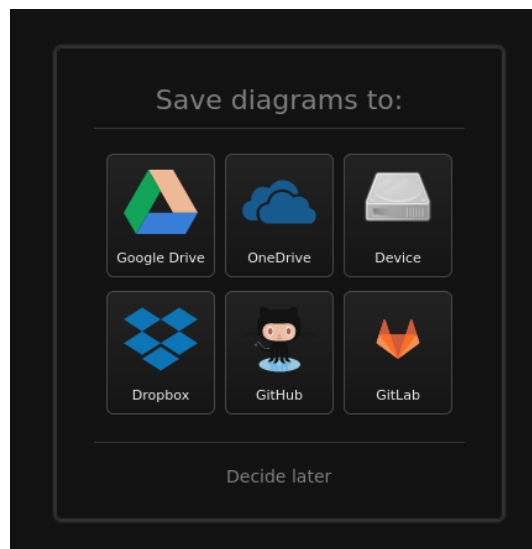 Save diagrams to:
Google Drive
OneDrive
Device
Dropbox
GitHub
GitLab
Decide later